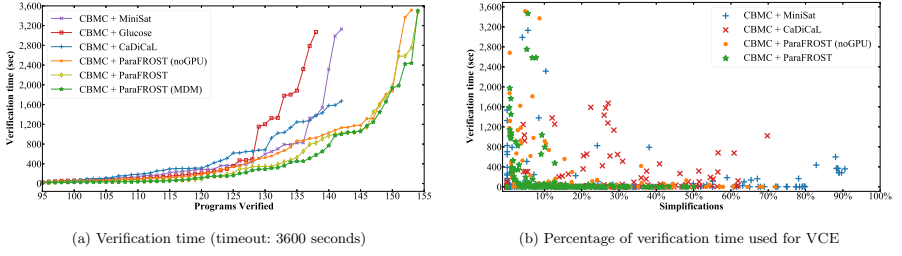 3,600
3,200
2,800
2,400
2,000
1,600
1,200
800
400
0
Verification time (sec)
CBMC + MiniSat
CBMC + Glucose
CBMC + CaDiCaL
CBMC + ParaFROST (noGPU)
CBMC + ParaFROST
CBMC + ParaFROST (MDM)
95 100 105 110 115 120 125 130 135 140 145 150 155
Programs Verified
(a) Verification time (timeout: 3600 seconds)
3,600
3,200
2,800
2,400
2,000
1,600
1,200
800
400
0
Verification time (sec)
CBMC + MiniSat
CBMC + CaDiCaL
CBMC + ParaFROST (noGPU)
CBMC + ParaFROST
10% 20% 30% 40% 50% 60% 70% 80% 90% 100%
Simplifications
(b) Percentage of verification time used for VCE